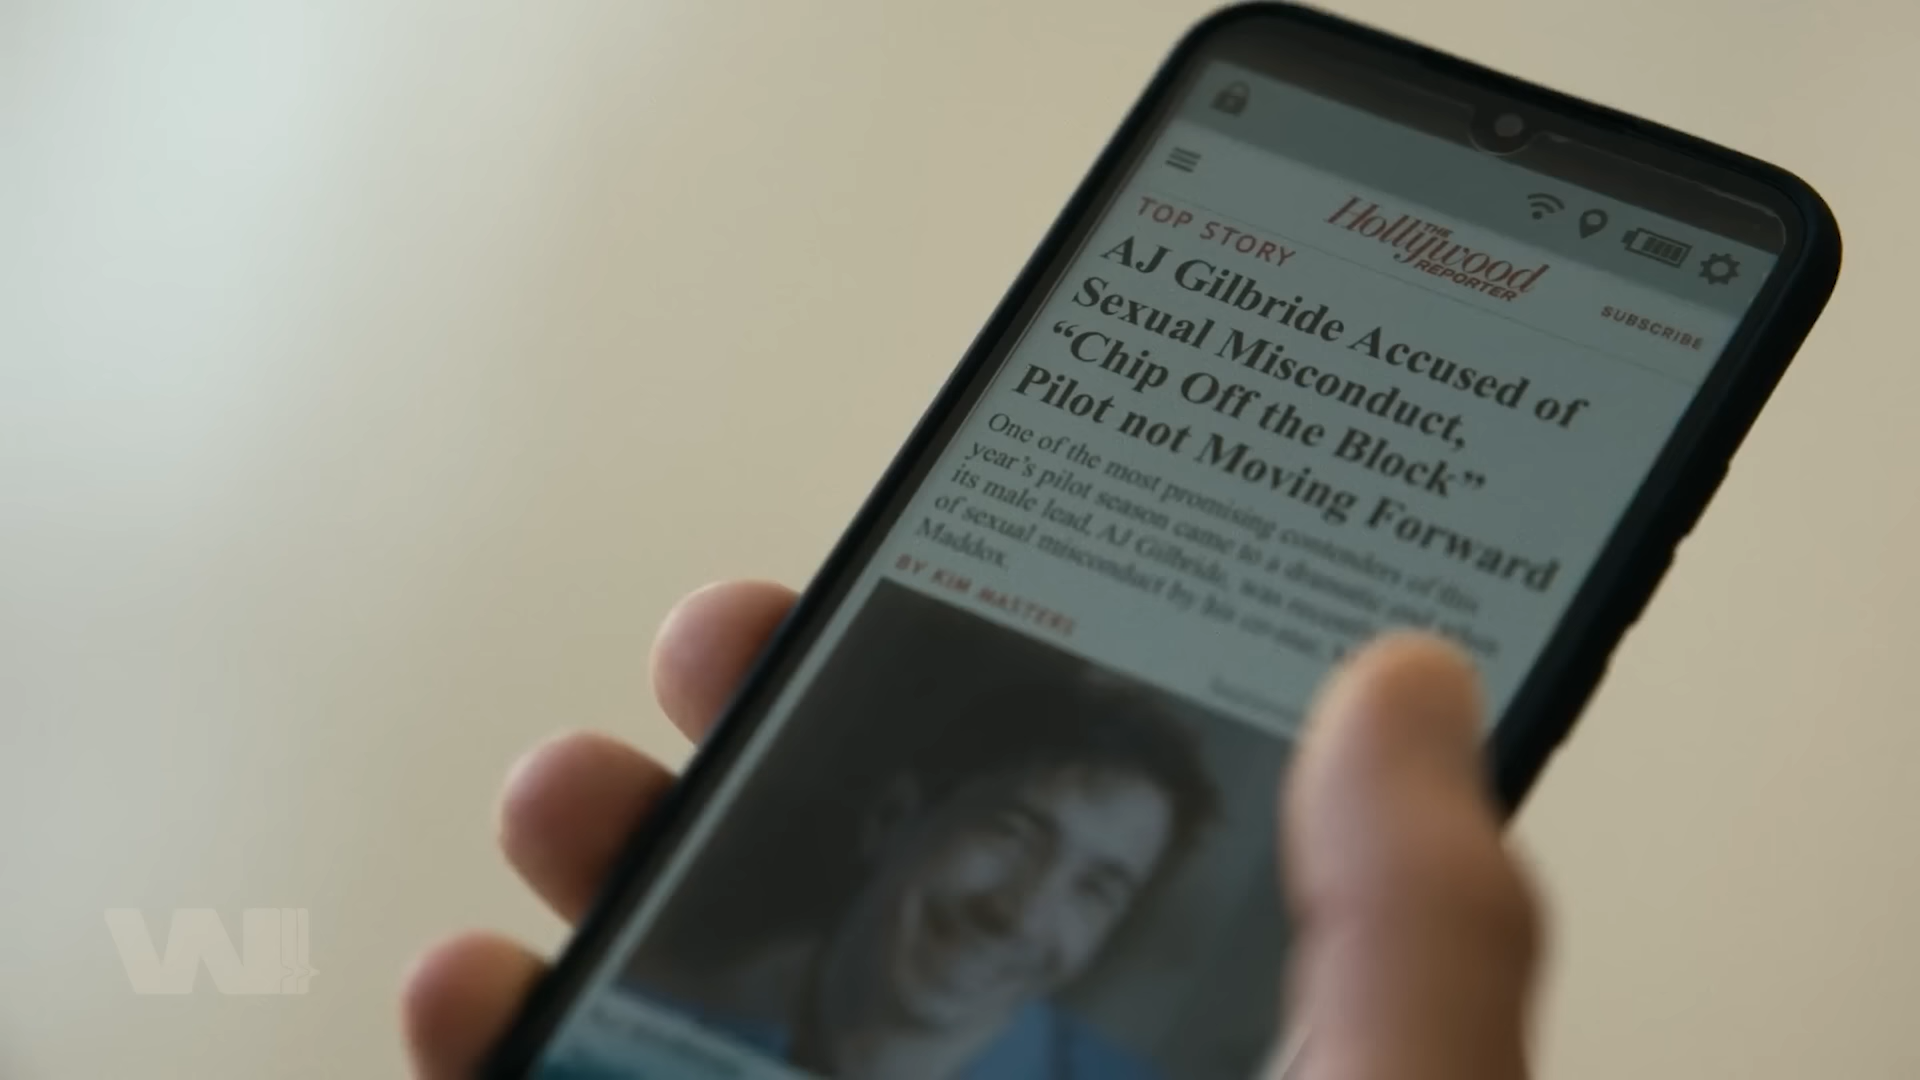 The Hollywood REPORTER
SUBSCRIBE
TOP STORY
AJ Gilbride Accused of
Sexual Misconduct,
“Chip Off the Block”
Pilot not Moving Forward
One of the most promising contenders of this
year’s pilot season came to a dramatic end when
its male lead, AJ Gilbride, was
of sexual misconduct by his co-star,
Maddox.
BY KIM MASTERS
W!